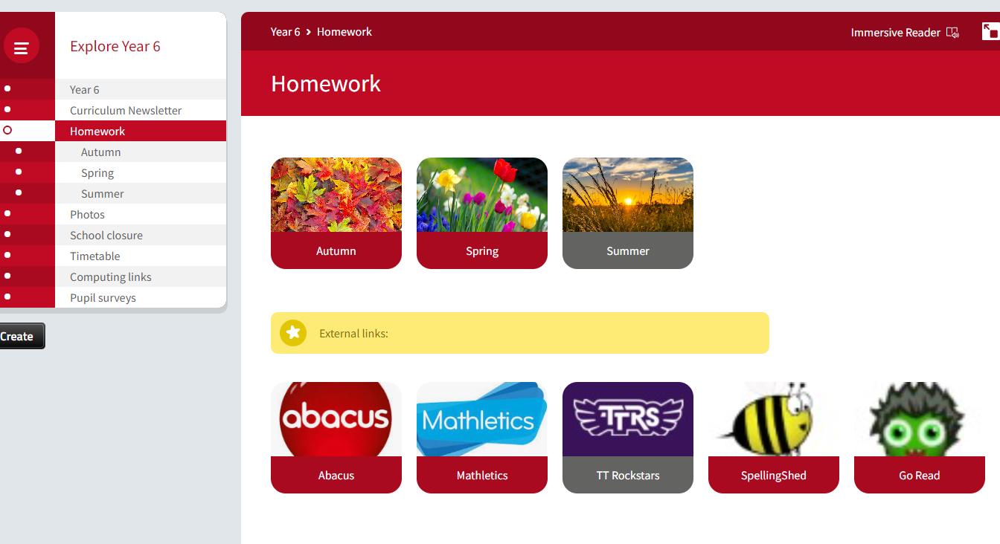 Explore Year 6
Year 6
Curriculum Newsletter
Homework
Autumn
Spring
Summer
Photos
School closure
Timetable
Computing links
Pupil surveys
Create
Year 6 > Homework
Immersive Reader
Homework
Autumn
Spring
Summer
External links:
abacus
Mathletics
TTRS
Abacus
Mathletics
TT Rockstars
SpellingShed
Go Read